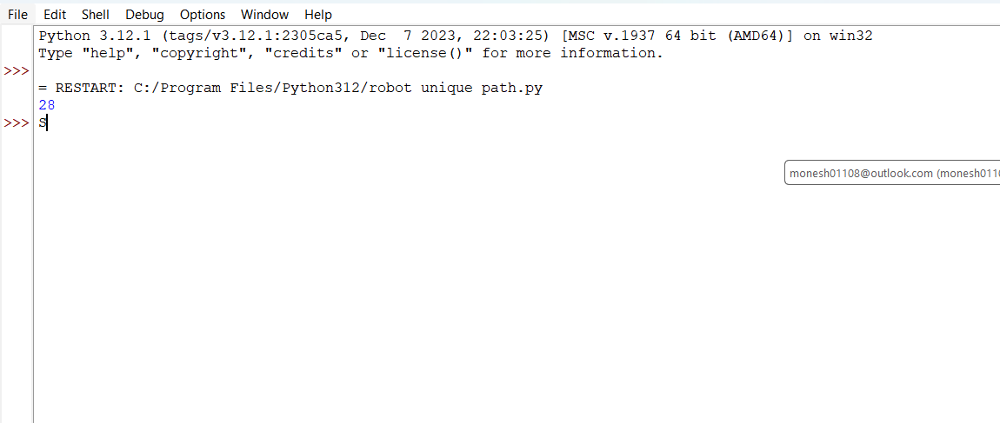 File Edit Shell Debug Options Window Help
Python 3.12.1 (tags/v3.12.1:2305ca5, Dec  7 2023, 22:03:25) [MSC v.1937 64 bit (AMD64)] on win32
Type "help", "copyright", "credits" or "license()" for more information.
>>>
= RESTART: C:/Program Files/Python312/robot unique path.py
28
>>> S
monesh01108@outlook.com (monesh011